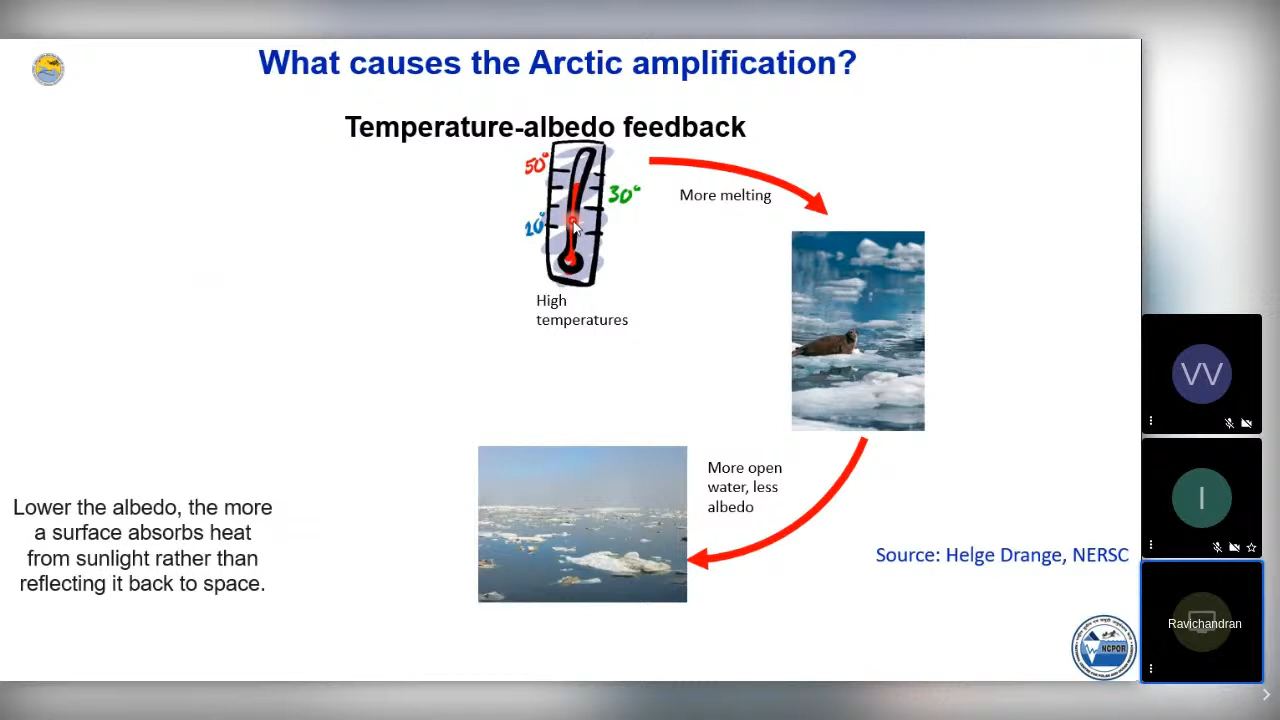 What causes the Arctic amplification?
Temperature-albedo feedback
50°
30°
10°
More melting
High
temperatures
More open
water, less
albedo
Lower the albedo, the more
a surface absorbs heat
from sunlight rather than
reflecting it back to space.
Source: Helge Drange, NERSC
NCPOR
VV
I
Ravichandran